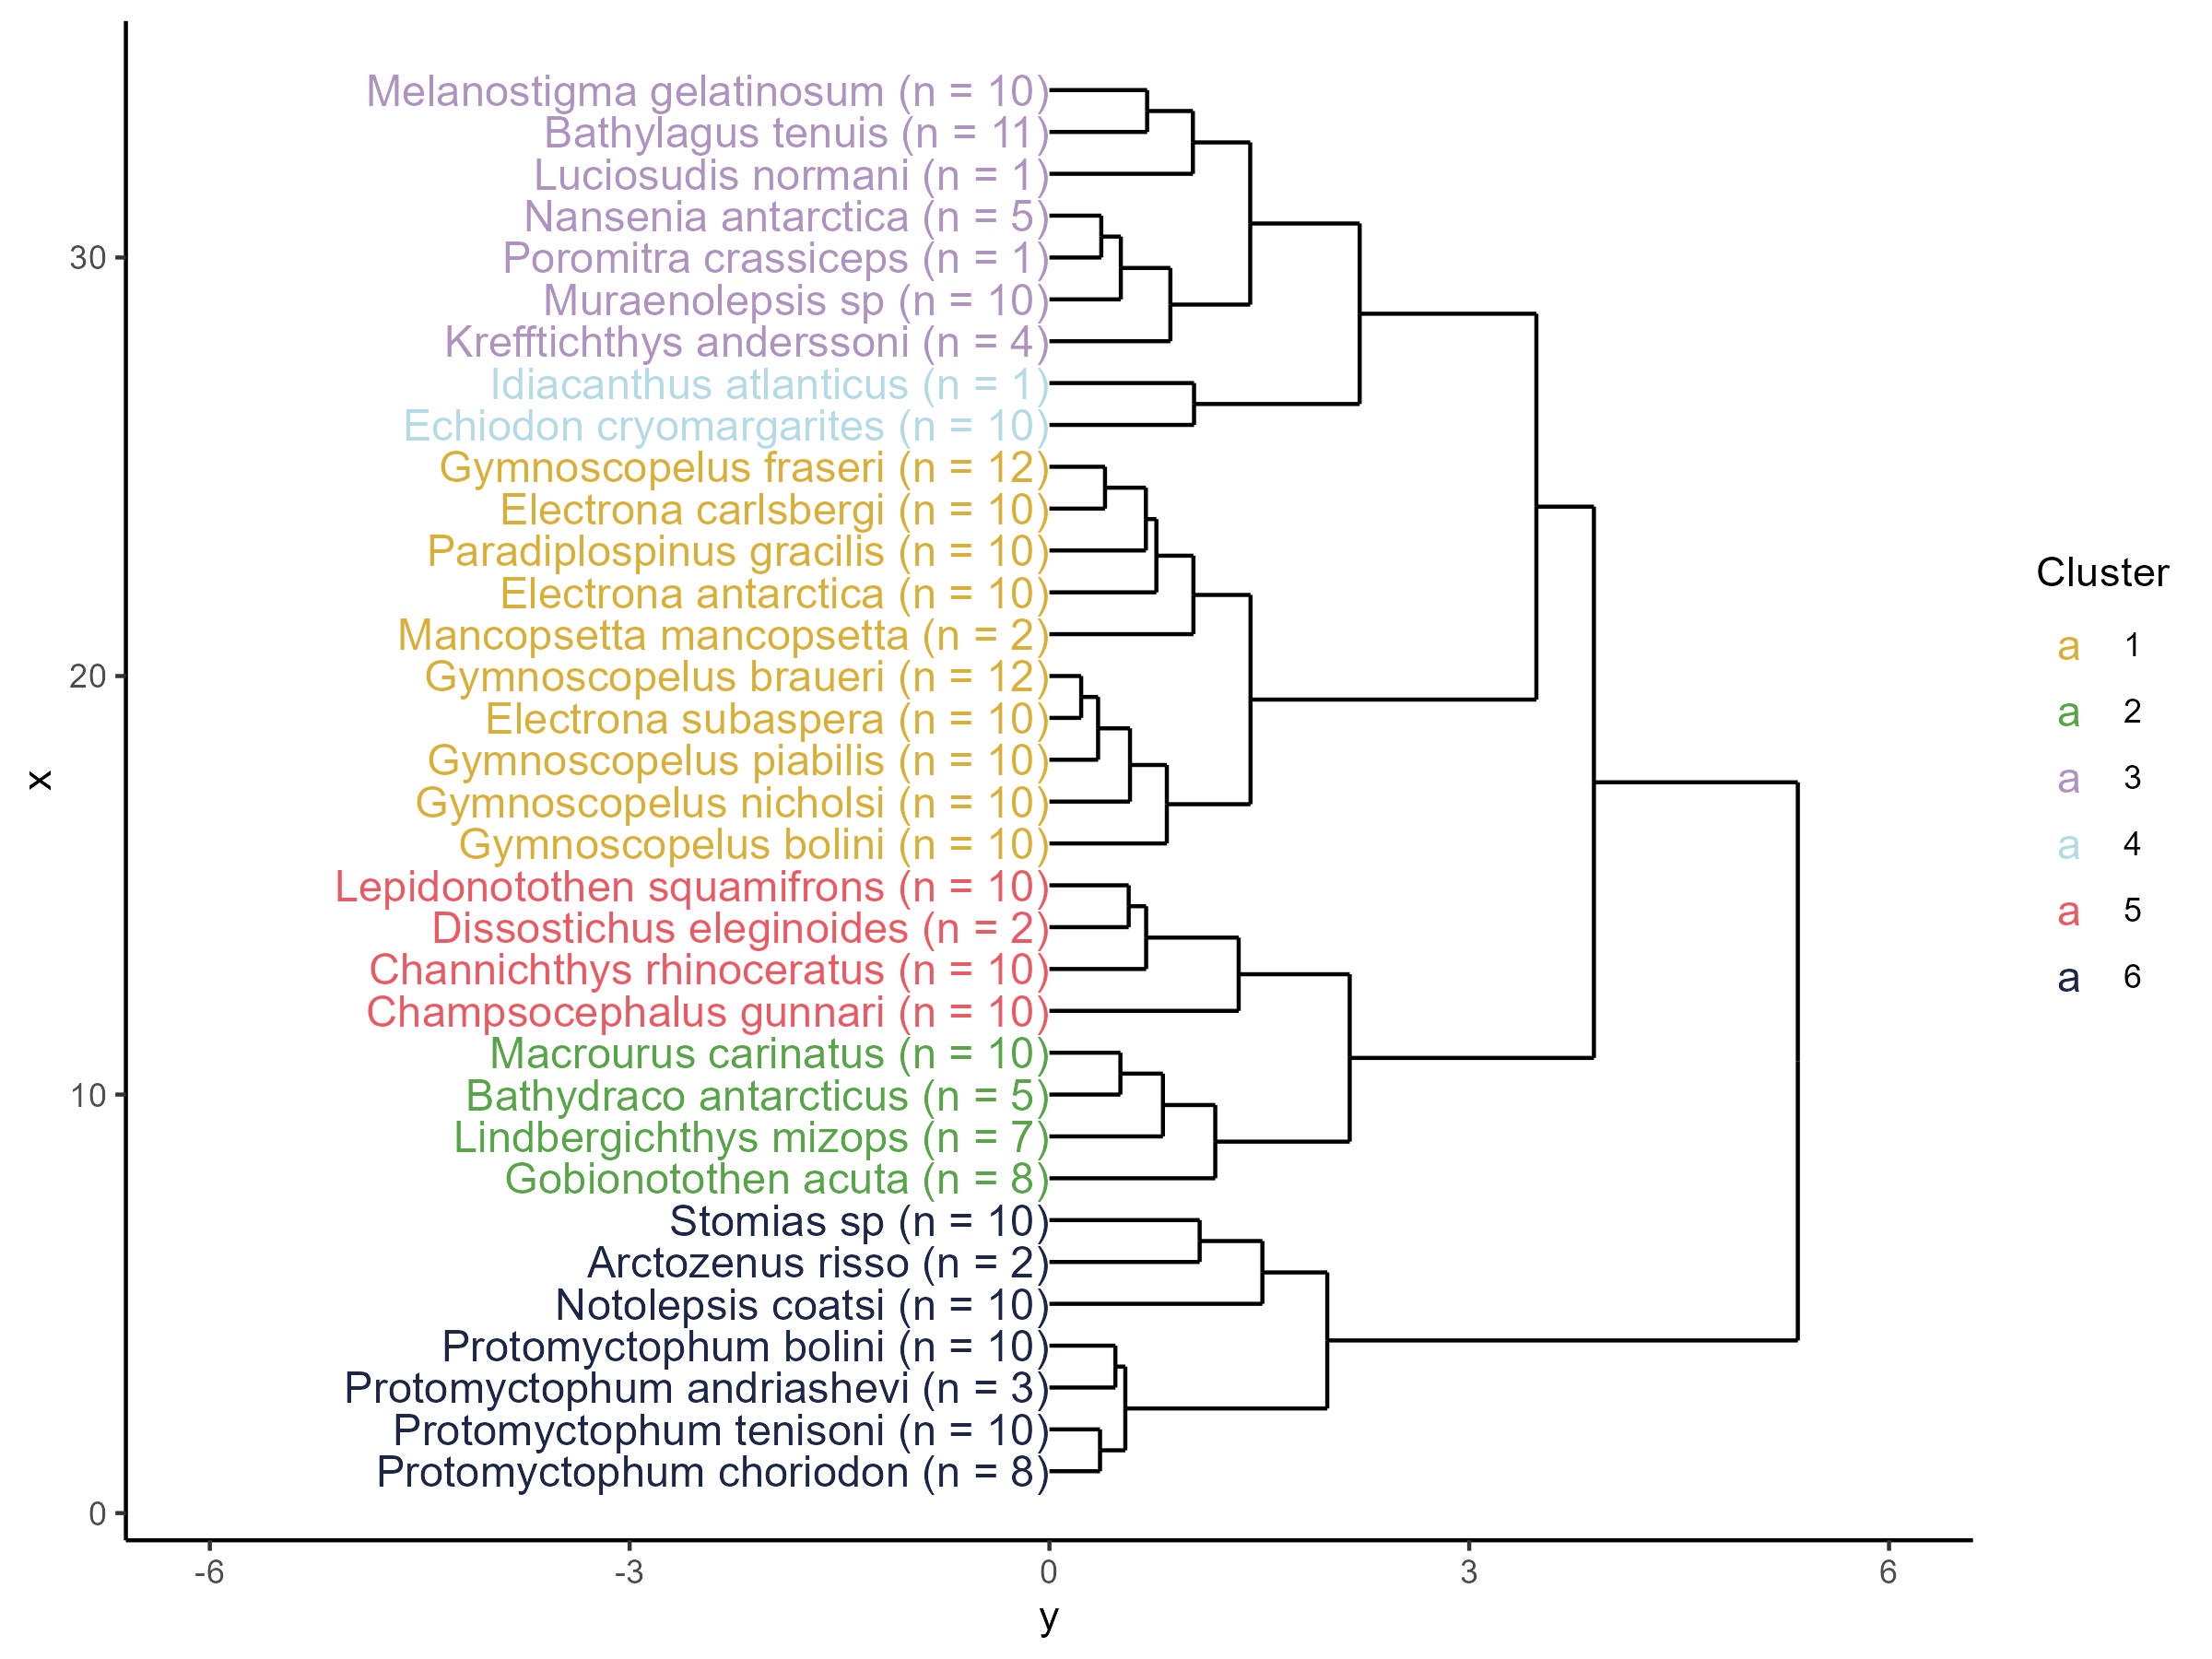 Melanostigma gelatinosum (n = 10)
Bathylagus tenuis (n = 11)
Luciosudis normani (n = 1)
Nansenia antarctica (n = 5)
Poromitra crassiceps (n = 1)
Muraenolepsis sp (n = 10)
Krefftichthys anderssoni (n = 4)
Idiacanthus atlanticus (n = 1)
Echiodon cryomargarites (n = 10)
Gymnoscopelus fraseri (n = 12)
Electrona carlsbergi (n = 10)
Paradiplospinus gracilis (n = 10)
Electrona antarctica (n = 10)
Mancopsetta mancopsetta (n = 2)
Gymnoscopelus braueri (n = 12)
Electrona subaspera (n = 10)
Gymnoscopelus piabilis (n = 10)
Gymnoscopelus nicholsi (n = 10)
Gymnoscopelus bolini (n = 10)
Lepidonotothen squamifrons (n = 10)
Dissostichus eleginoides (n = 2)
Channichthys rhinoceratus (n = 10)
Champsocephalus gunnari (n = 10)
Macrourus carinatus (n = 10)
Bathydraco antarcticus (n = 5)
Lindbergichthys mizops (n = 7)
Gobionotothen acuta (n = 8)
Stomias sp (n = 10)
Arctozenus risso (n = 2)
Notolepsis coatsi (n = 10)
Protomyctophum bolini (n = 10)
Protomyctophum andriashevi (n = 3)
Protomyctophum tenisoni (n = 10)
Protomyctophum choriodon (n = 8)
30
20
10
0
x
-6 -3 0 3 6
y
Cluster
a 1
a 2
a 3
a 4
a 5
a 6